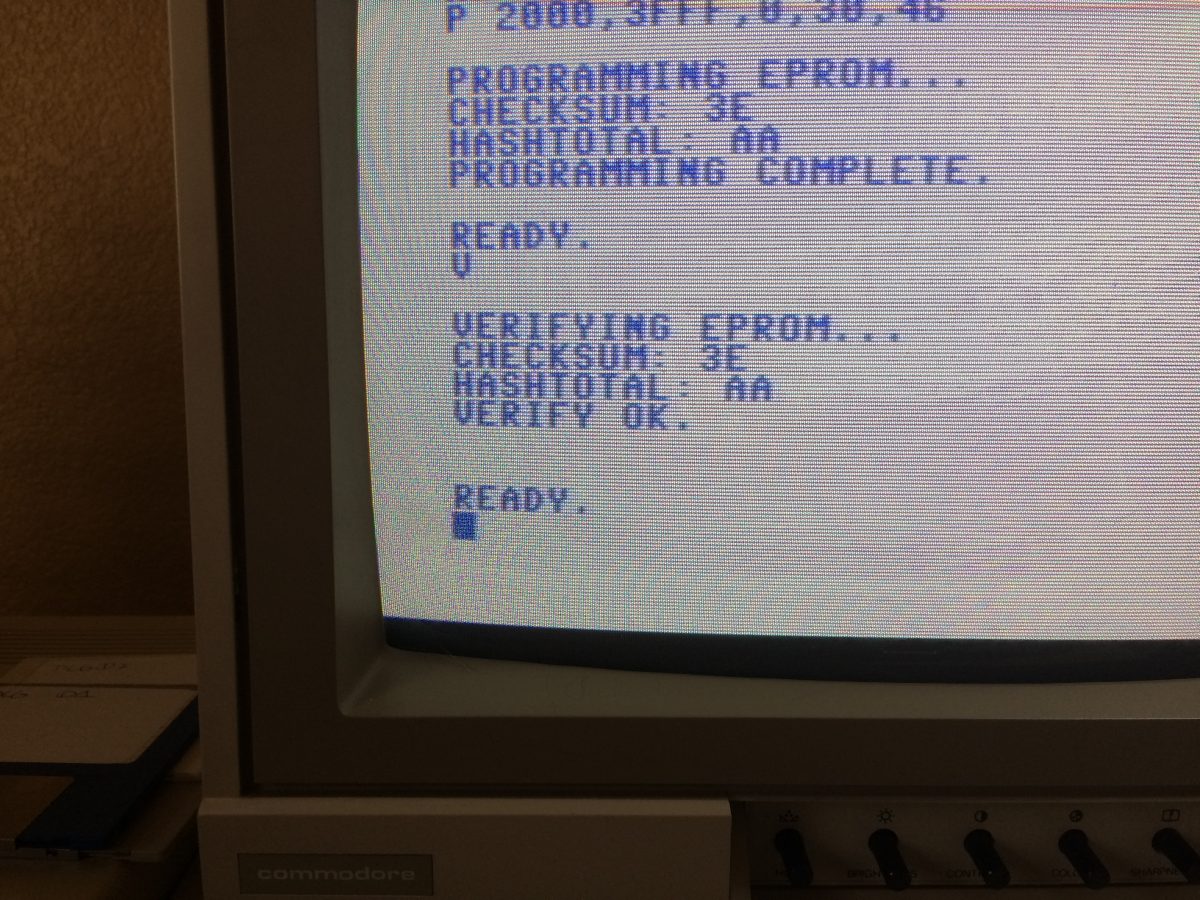 P 2000,3FFF,0,30,46
PROGRAMMING EPROM...
CHECKSUM: 3E
HASHTOTAL: AA
PROGRAMMING COMPLETE.
READY.
V
VERIFYING EPROM...
CHECKSUM: 3E
HASHTOTAL: AA
VERIFY OK.
READY.
commodore